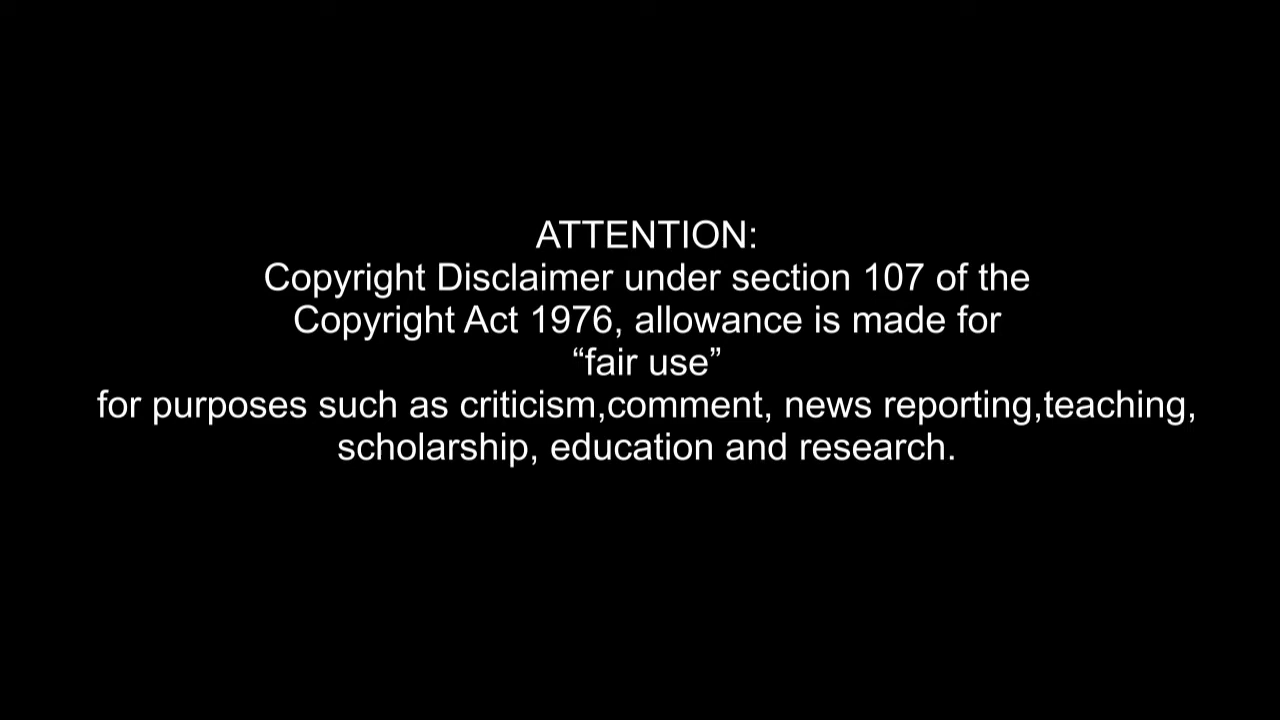 ATTENTION:
Copyright Disclaimer under section 107 of the
Copyright Act 1976, allowance is made for
“fair use”
for purposes such as criticism,comment, news reporting,teaching,
scholarship, education and research.